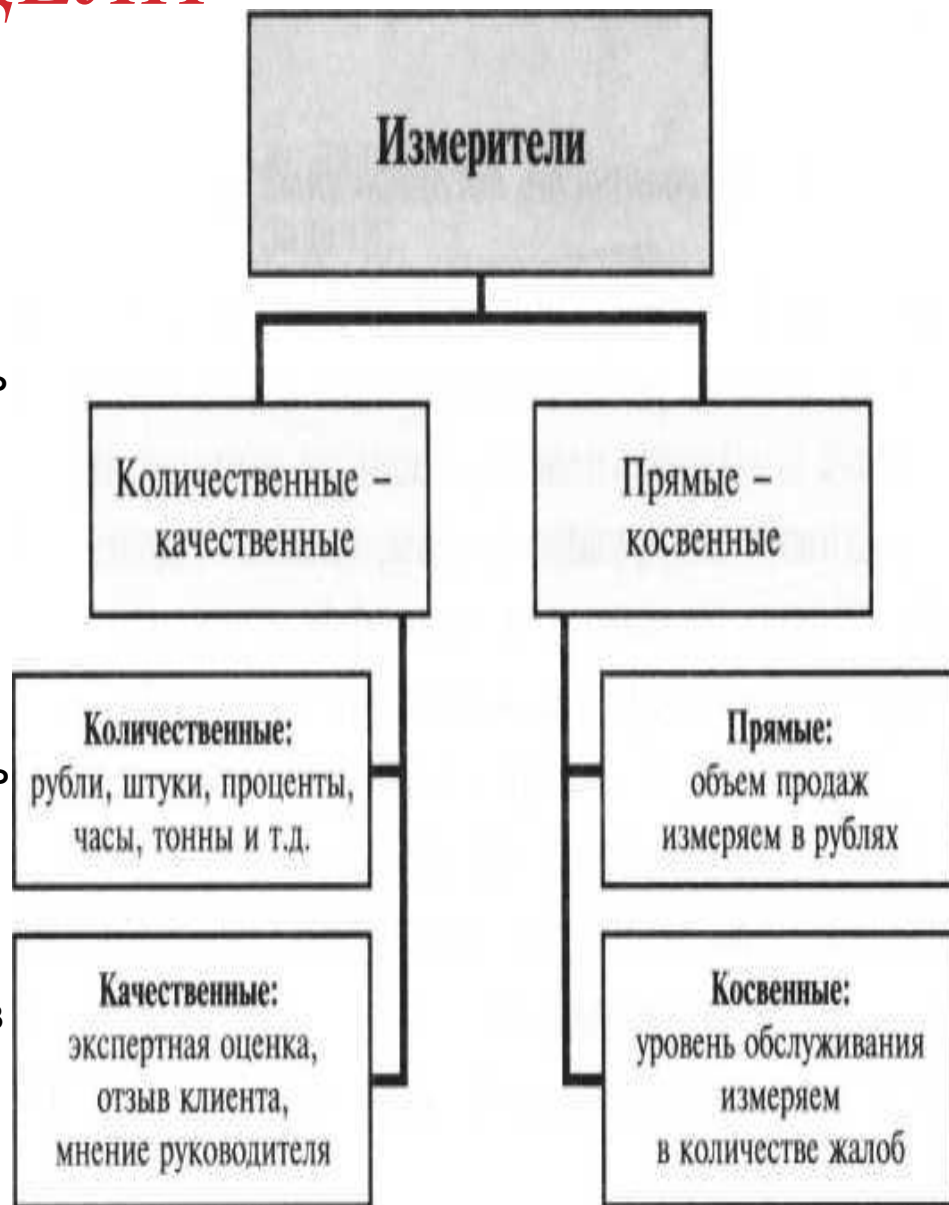 Измерители
Количественные –
качественные
Прямые –
косвенные
Количественные:
рубли, штуки, проценты,
часы, тонны и т.д.
Прямые:
объем продаж
измеряем в рублях
Качественные:
экспертная оценка,
отзыв клиента,
мнение руководителя
Косвенные:
уровень обслуживания
измеряем
в количестве жалоб